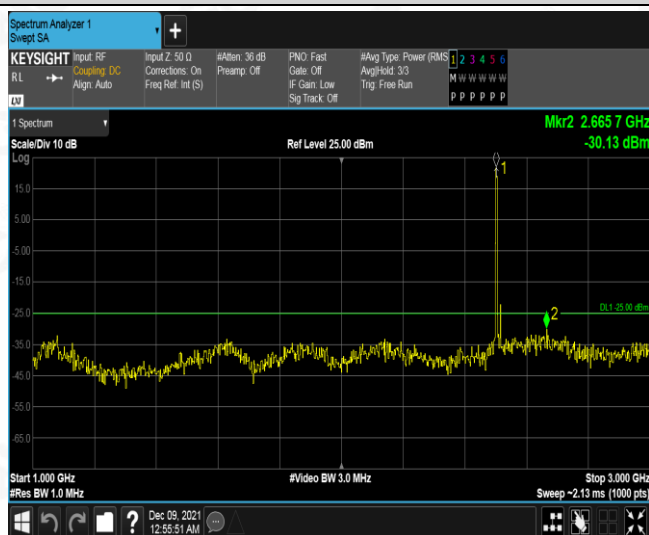 Spectrum Analyzer 1
Swept SA
+
KEYSIGHT
RL
LXI
Input: RF
Coupling: DC
Align: Auto
Input Z: 50 Ω
Corrections: On
Freq Ref: Int (S)
#Atten: 36 dB
Preamp: Off
PNO: Fast
Gate: Off
IF Gain: Low
Sig Track: Off
#Avg Type: Power (RMS
Avg|Hold: 3/3
Trig: Free Run
1 2 3 4 5 6
M W W W W W
P P P P P P
1 Spectrum
Mkr2 2.665 7 GHz
Scale/Div 10 dB
Ref Level 25.00 dBm
-30.13 dBm
Log
1
15.0
5.00
-5.00
-15.0
-25.0
DL1 -25.00 dBm
2
-35.0
-45.0
-55.0
-65.0
Start 1.000 GHz
#Video BW 3.0 MHz
Stop 3.000 GHz
#Res BW 1.0 MHz
Sweep ~2.13 ms (1000 pts)
?
Dec 09, 2021
12:55:51 AM